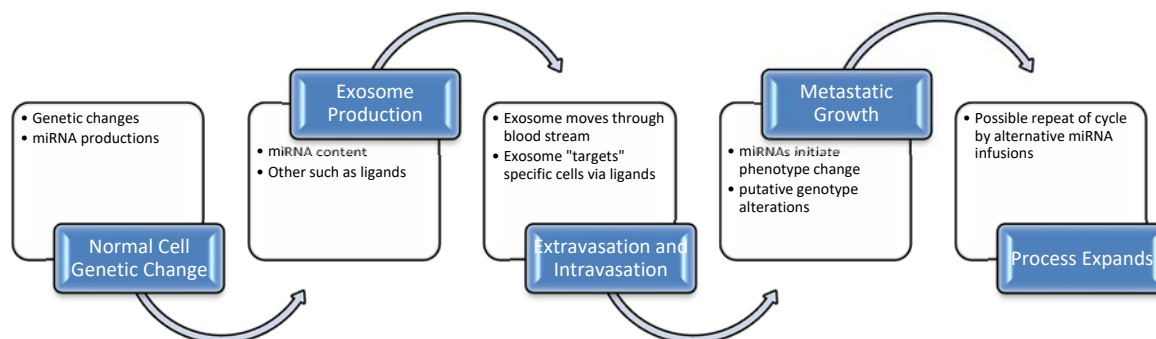 • Genetic changes
• miRNA productions
Normal Cell
Genetic Change
Exosome
Production
• miRNA content
• Other such as ligands
• Exosome moves through
blood stream
• Exosome "targets"
specific cells via ligands
Extravasation and
Intravasation
Metastatic
Growth
• miRNAs initiate
phenotype change
• putative genotype
alterations
• Possible repeat of cycle
by alternative miRNA
infusions
Process Expands